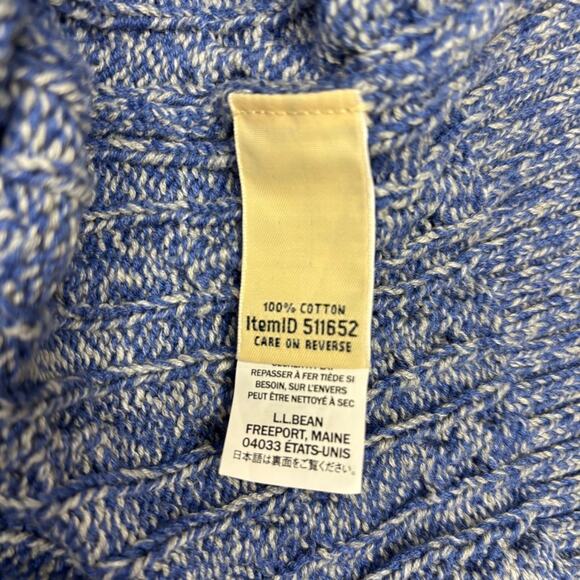 100% COTTON
ItemID 511652
CARE ON REVERSE
REPASSER À FER TIÈDE SI
BESOIN, SUR L'ENVERS
PEUT ÊTRE NETTOYÉ À SEC
L.L.BEAN
FREEPORT, MAINE
04033 ÉTATS-UNIS
日本語は裏面をご覧ください。